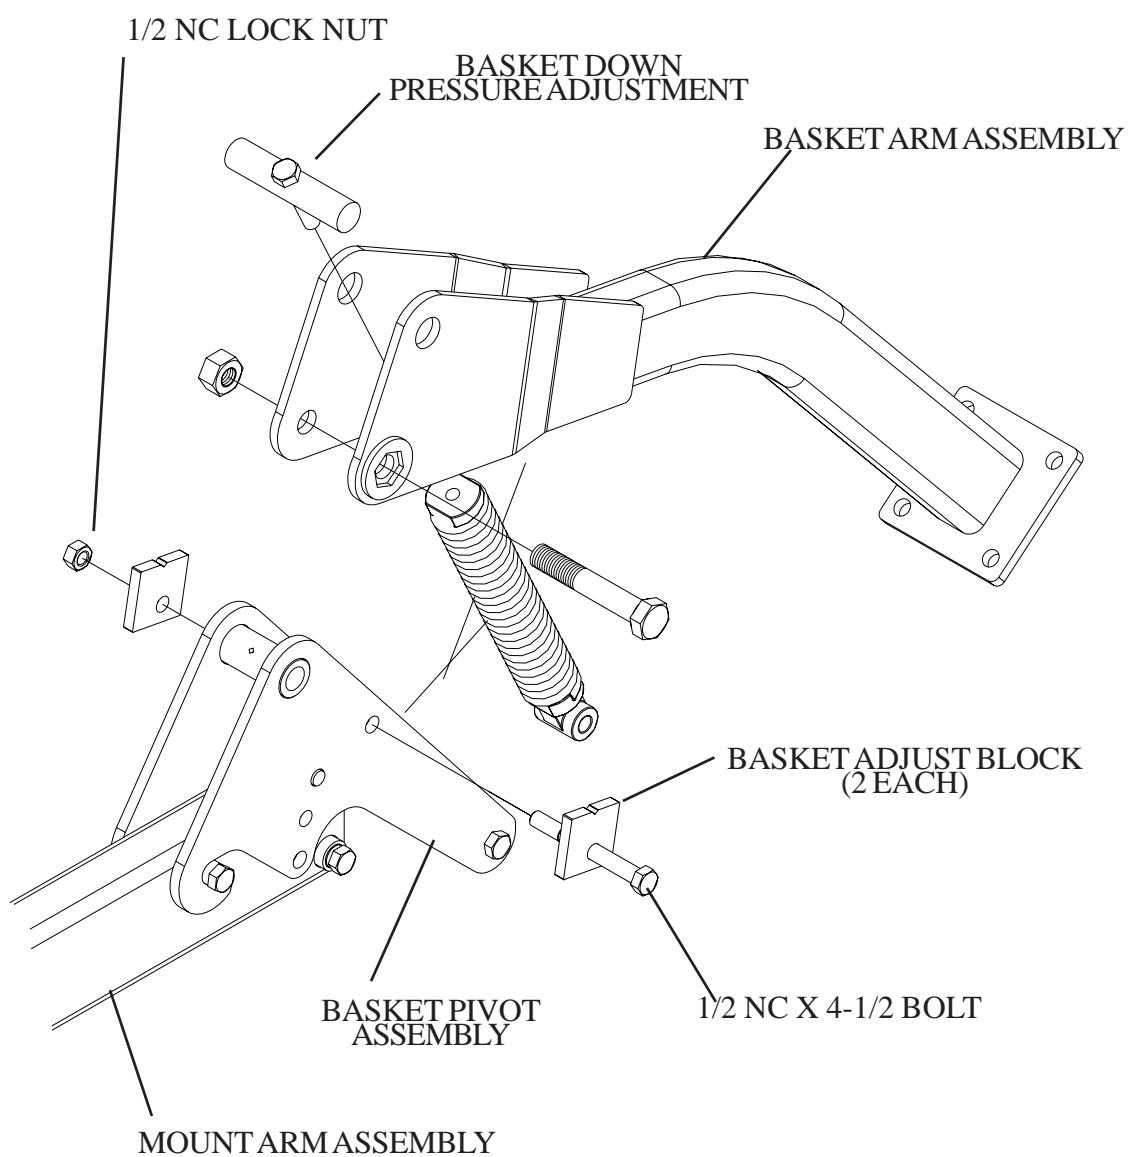 1/2 NC LOCK NUT
BASKET DOWN
PRESSURE ADJUSTMENT
BASKET ARM ASSEMBLY
BASKET ADJUST BLOCK
(2 EACH)
BASKET PIVOT
ASSEMBLY
1/2 NC X 4-1/2 BOLT
MOUNT ARM ASSEMBLY